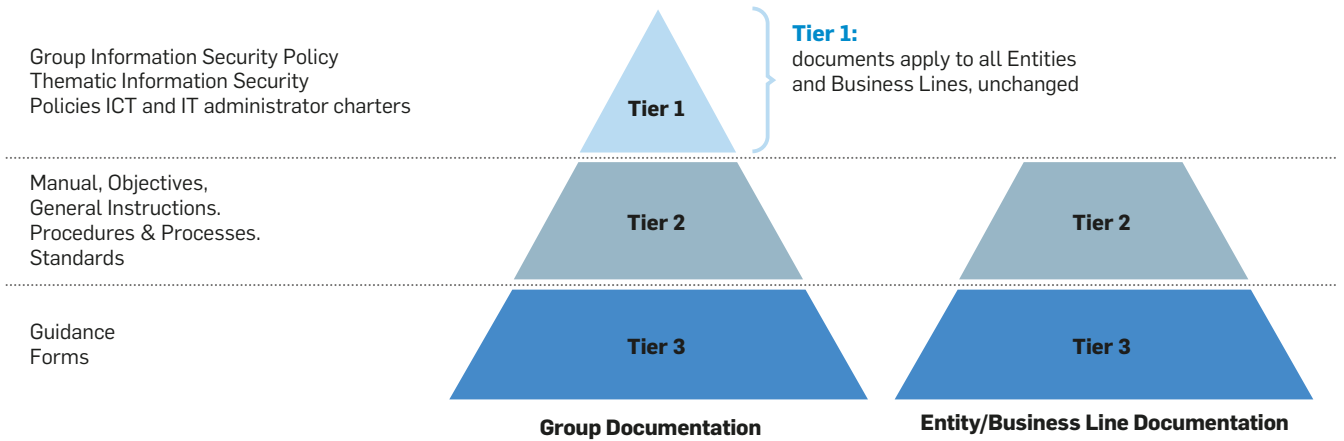 Group Information Security Policy
Thematic Information Security
Policies ICT and IT administrator charters
Tier 1
Tier 1:
documents apply to all Entities
and Business Lines, unchanged
Manual, Objectives,
General Instructions.
Procedures & Processes.
Standards
Tier 2
Tier 2
Guidance
Forms
Tier 3
Tier 3
Group Documentation
Entity/Business Line Documentation